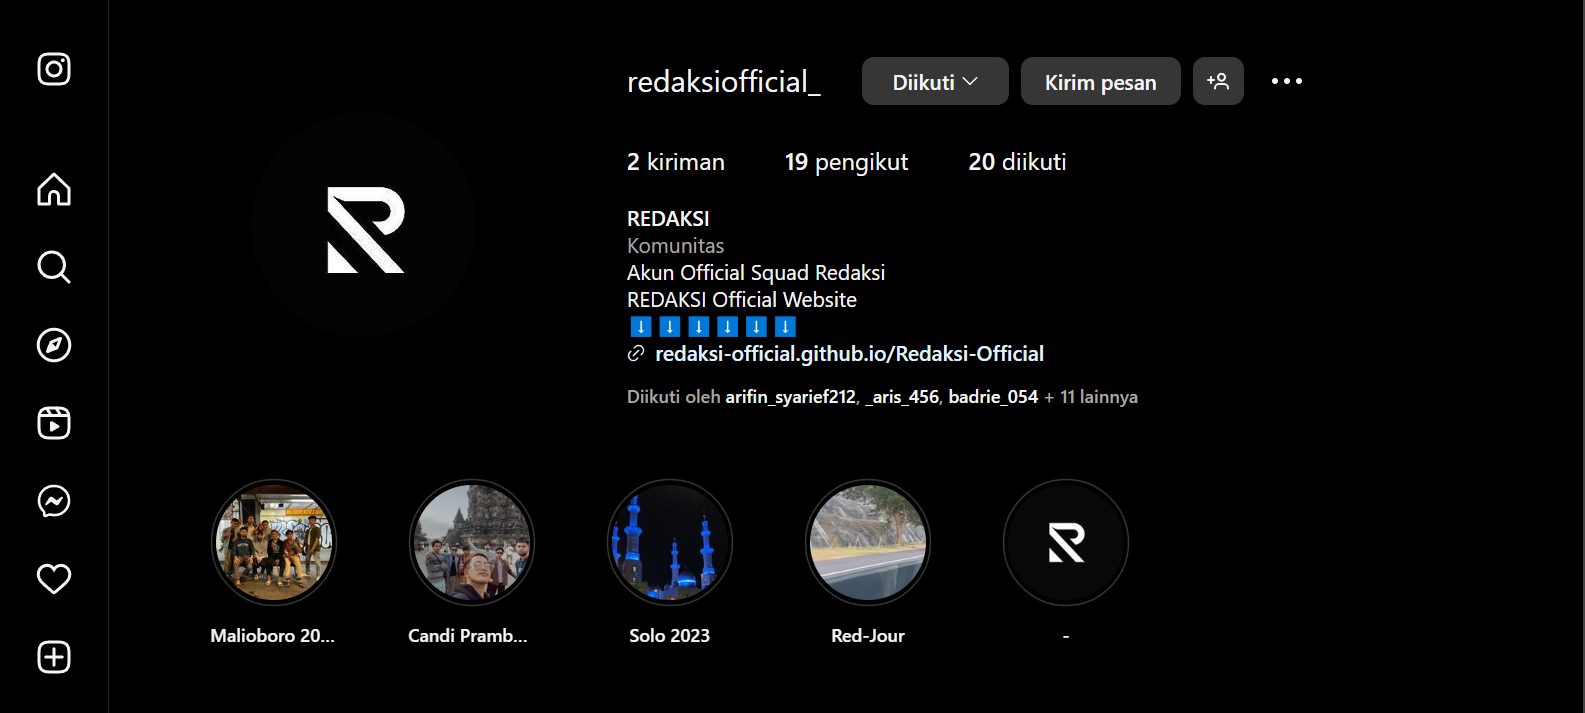 redaksiofficial_
Diikuti
Kirim pesan
2 kiriman
19 pengikut
20 diikuti
REDAKSI
Komunitas
Akun Official Squad Redaksi
REDAKSI Official Website
⬇️⬇️⬇️⬇️⬇️⬇️
redaksi-official.github.io/Redaksi-Official
Diikuti oleh arifin_syarief212, _aris_456, badrie_054 + 11 lainnya
Malioboro 20...
Candi Pramb...
Solo 2023
Red-Jour
-